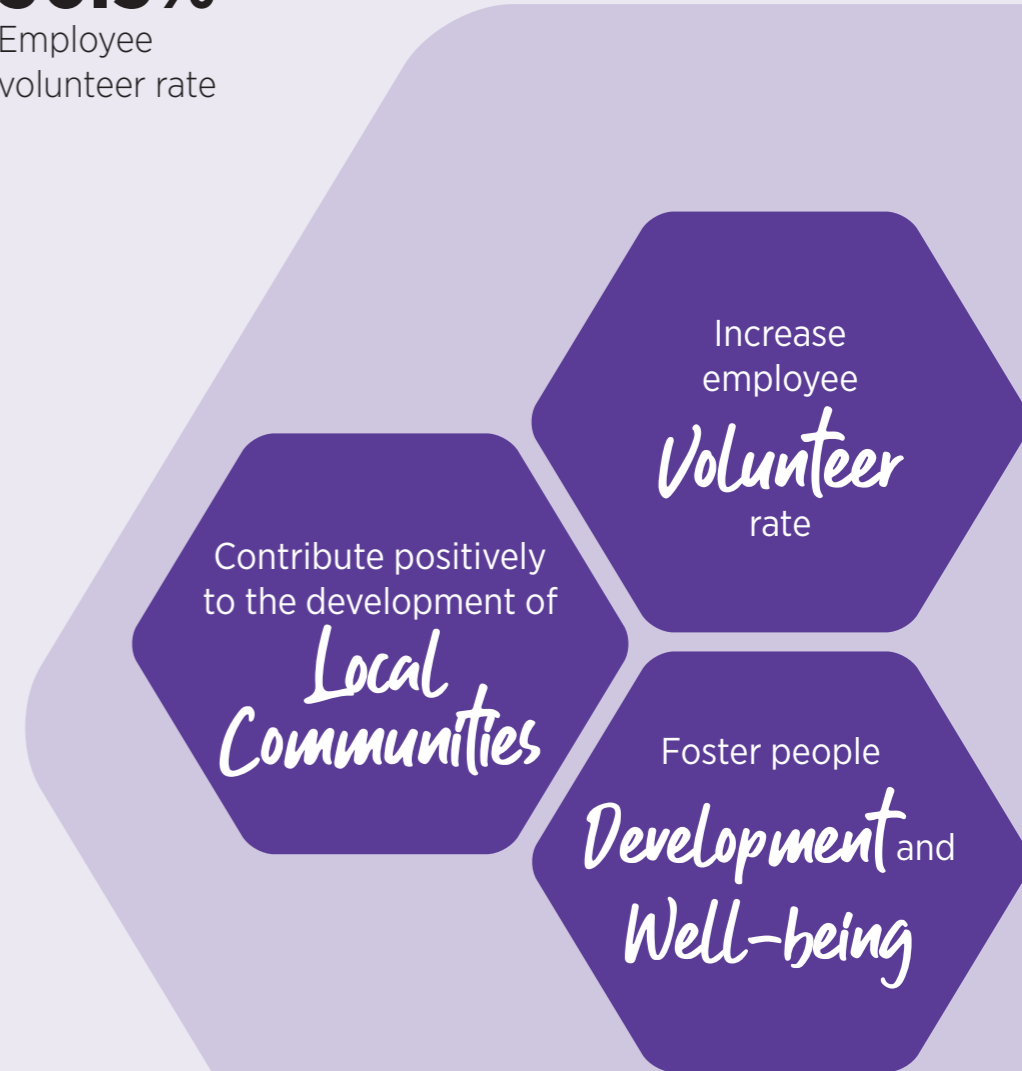 Employee
volunteer rate
Increase
employee
Volunteer
rate
Contribute positively
to the development of
Local
Communities
Foster people
Development and
Well-being